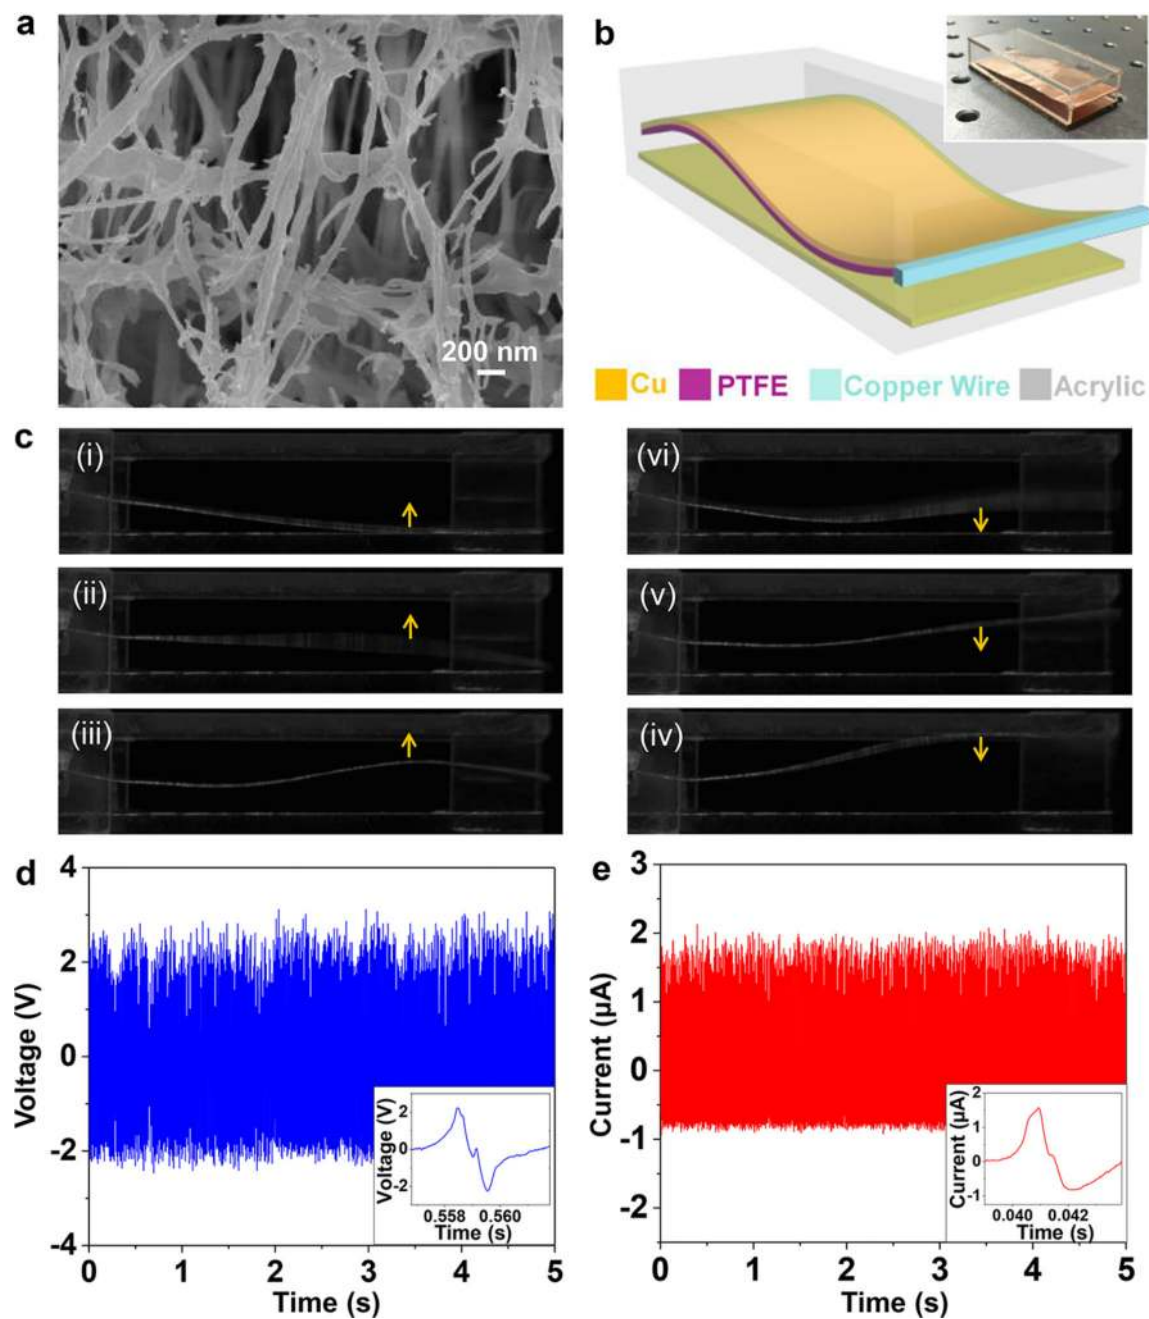 a
200 nm
b
Cu PTFE Copper Wire Acrylic
c
(i)
(vi)
(ii)
(v)
(iii)
(iv)
d
4
2
0
-2
-4
Voltage (V)
0 1 2 3 4 5
Time (s)
Voltage (V)
2
0
-2
0.558 0.560
Time (s)
e
3
2
1
0
-1
-2
Current (µA)
0 1 2 3 4 5
Time (s)
Current (µA)
2
1
0
-1
0.040 0.042
Time (s)